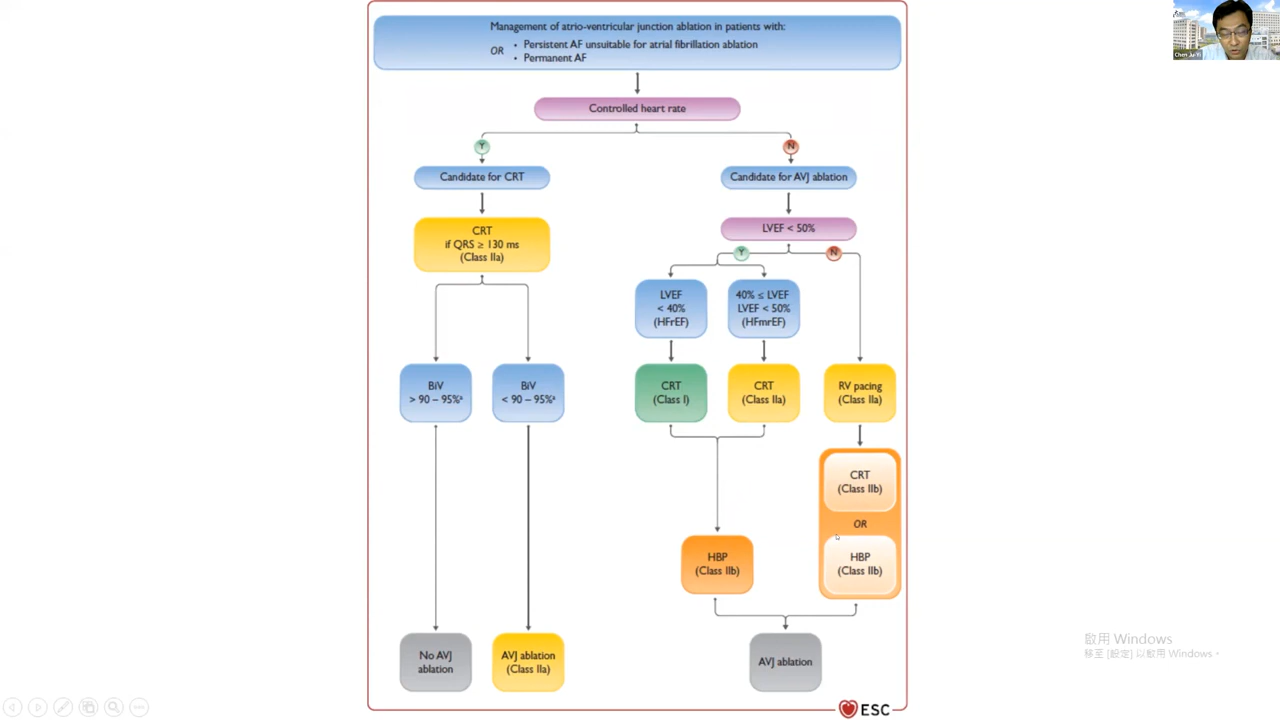 Management of atrio-ventricular junction ablation in patients with:
OR
• Persistent AF unsuitable for atrial fibrillation ablation
• Permanent AF
Controlled heart rate
Y
N
Candidate for CRT
Candidate for AVJ ablation
CRT
if QRS ≥ 130 ms
(Class IIa)
LVEF < 50%
Y
N
LVEF
< 40%
(HFrEF)
40% ≤ LVEF
LVEF < 50%
(HFmrEF)
BiV
> 90 – 95%ᵃ
BiV
< 90 – 95%ᵃ
CRT
(Class I)
CRT
(Class IIa)
RV pacing
(Class IIa)
CRT
(Class IIb)
OR
HBP
(Class IIb)
HBP
(Class IIb)
No AVJ
ablation
AVJ ablation
(Class IIa)
AVJ ablation
ESC
Chen Ju-Yi
啟用 Windows
移至 [設定] 以啟用 Windows。